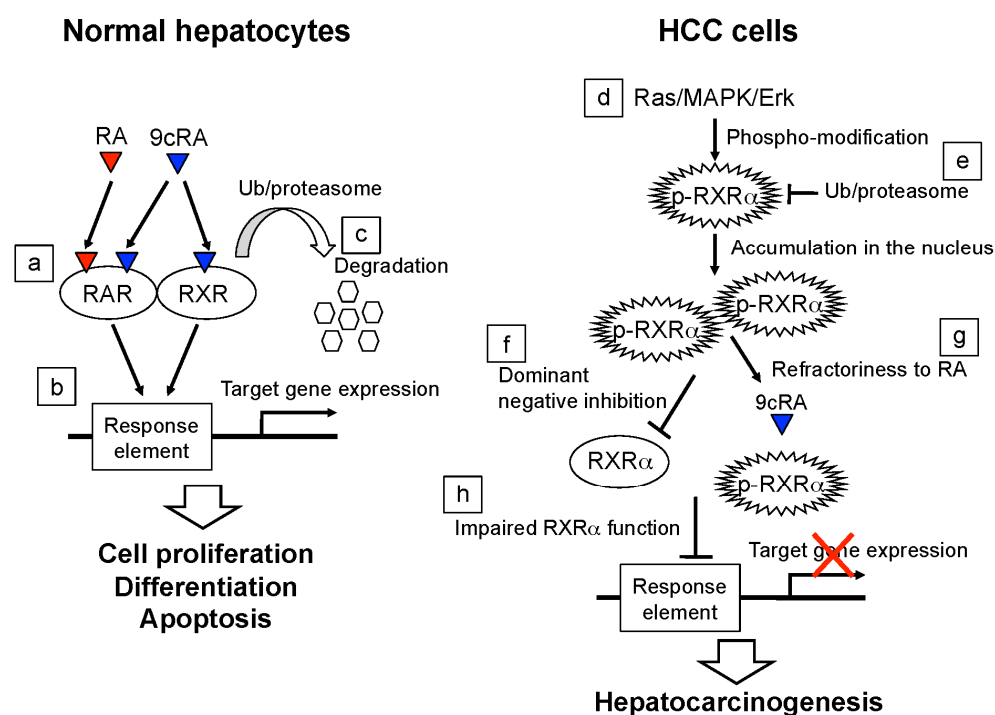 Normal hepatocytes
RA
9cRA
Ub/proteasome
a
c
Degradation
RAR
RXR
b
Target gene expression
Response
element
Cell proliferation
Differentiation
Apoptosis
HCC cells
d
Ras/MAPK/Erk
Phospho-modification
e
p-RXRα
Ub/proteasome
Accumulation in the nucleus
p-RXRα
p-RXRα
f
g
Dominant
negative inhibition
Refractoriness to RA
9cRA
RXRα
p-RXRα
h
Impaired RXRα function
Target gene expression
Response
element
Hepatocarcinogenesis